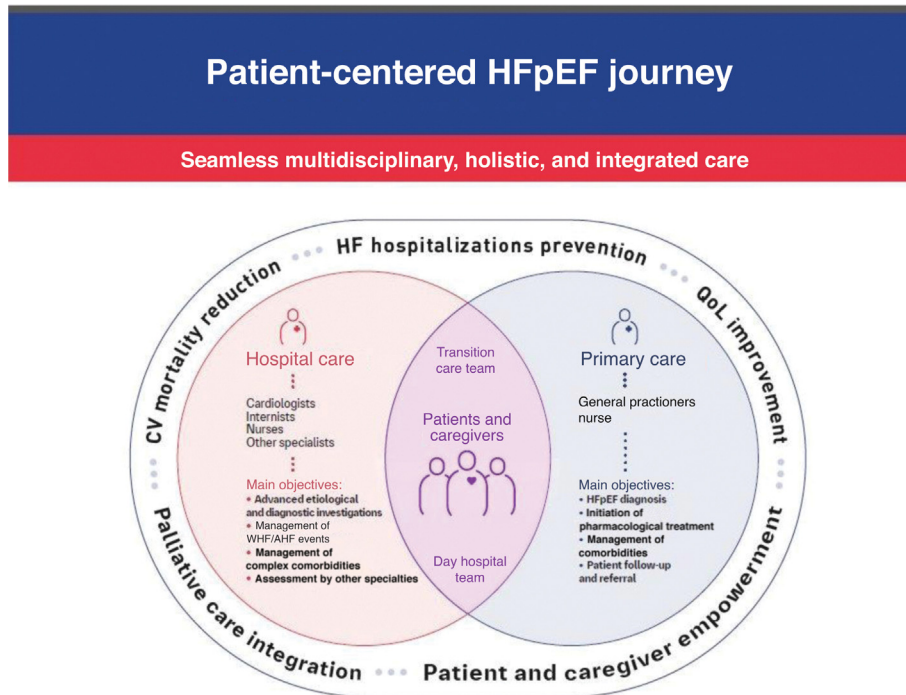 Patient-centered HFpEF journey
Seamless multidisciplinary, holistic, and integrated care
CV mortality reduction
HF hospitalizations prevention
QoL improvement
Hospital care
Cardiologists
Internists
Nurses
Other specialists
Main objectives:
• Advanced etiological
and diagnostic investigations
• Management of
WHF/AHF events
• Management of
complex comorbidities
• Assessment by other specialties
Transition
care team
Patients and
caregivers
Day hospital
team
Primary care
General practioners
nurse
Main objectives:
• HFpEF diagnosis
• Initiation of
pharmacological treatment
• Management of
comorbidities
• Patient follow-up
and referral
Palliative care integration
Patient and caregiver empowerment